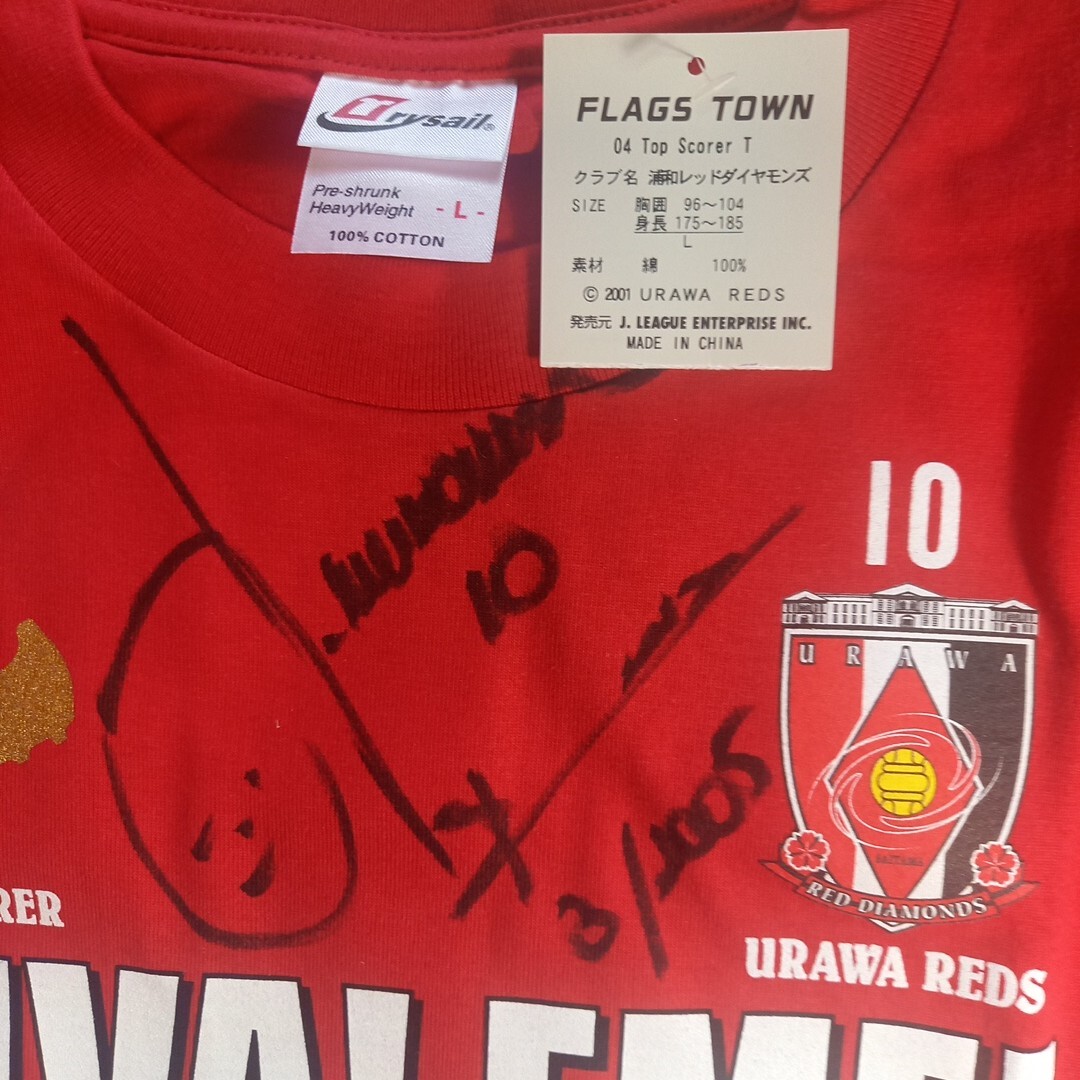 Trysail®
Pre-shrunk
HeavyWeight - L -
100% COTTON
FLAGS TOWN
04 Top Scorer T
クラブ名 浦和レッドダイヤモンズ
SIZE 胸囲 96～104
身長 175～185
L
素材 綿 100%
© 2001 URAWA REDS
発売元 J. LEAGUE ENTERPRISE INC.
MADE IN CHINA
10
10
URAWA
SAITAMA
RED DIAMONDS
URAWA REDS
3/2005
RER